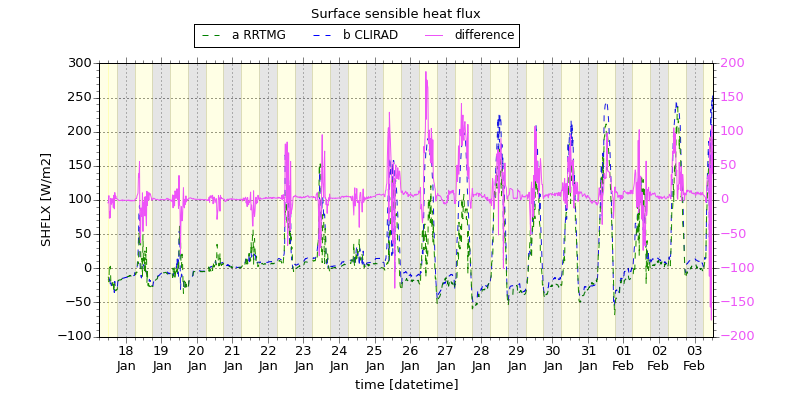 Surface sensible heat flux
a RRTMG b CLIRAD difference
300 200
250 150
200 100
150 50
100 0
50 −50
0 −100
−50 −150
−100 −200
SHFLX [W/m2]
18 19 20 21 22 23 24 25 26 27 28 29 30 31 01 02 03
Jan Jan Jan Jan Jan Jan Jan Jan Jan Jan Jan Jan Jan Jan Feb Feb Feb
time [datetime]